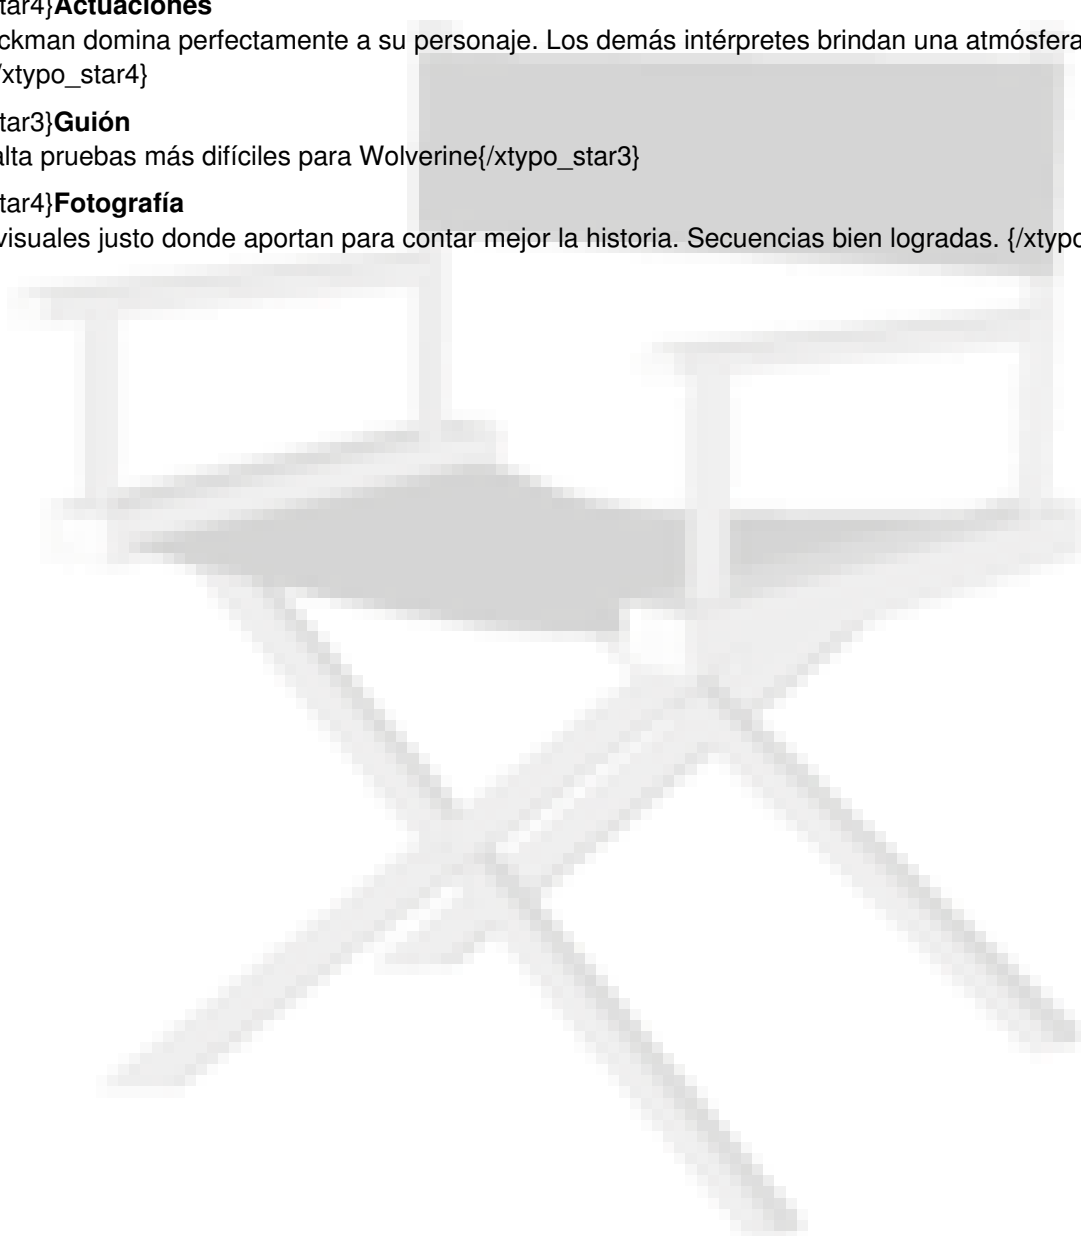 tar4}Actuaciones
ckman domina perfectamente a su personaje. Los demás intérpretes brindan una atmósfera
/xtypo_star4}
tar3}Guión
alta pruebas más difíciles para Wolverine{/xtypo_star3}
tar4}Fotografía
visuales justo donde aportan para contar mejor la historia. Secuencias bien logradas. {/xtypo